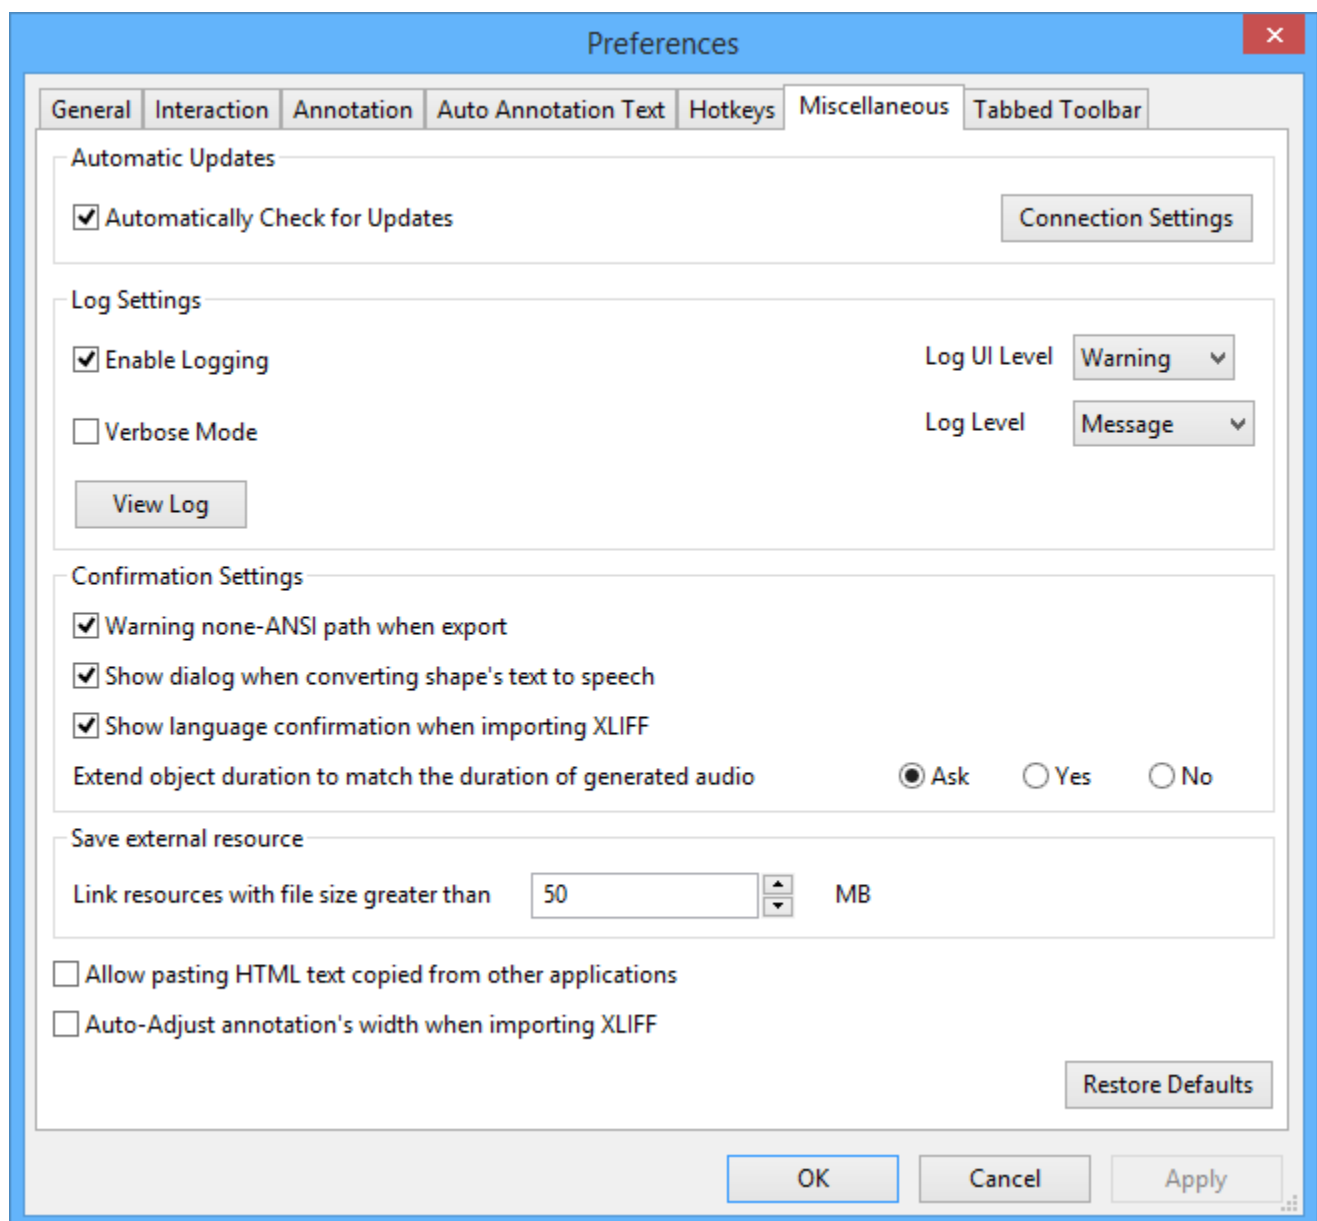 Preferences
General Interaction Annotation Auto Annotation Text Hotkeys Miscellaneous Tabbed Toolbar
Automatic Updates
Automatically Check for Updates Connection Settings
Log Settings
Enable Logging Log UI Level Warning
Verbose Mode Log Level Message
View Log
Confirmation Settings
Warning none-ANSI path when export
Show dialog when converting shape's text to speech
Show language confirmation when importing XLIFF
Extend object duration to match the duration of generated audio Ask Yes No
Save external resource
Link resources with file size greater than 50 MB
Allow pasting HTML text copied from other applications
Auto-Adjust annotation's width when importing XLIFF
Restore Defaults
OK Cancel Apply